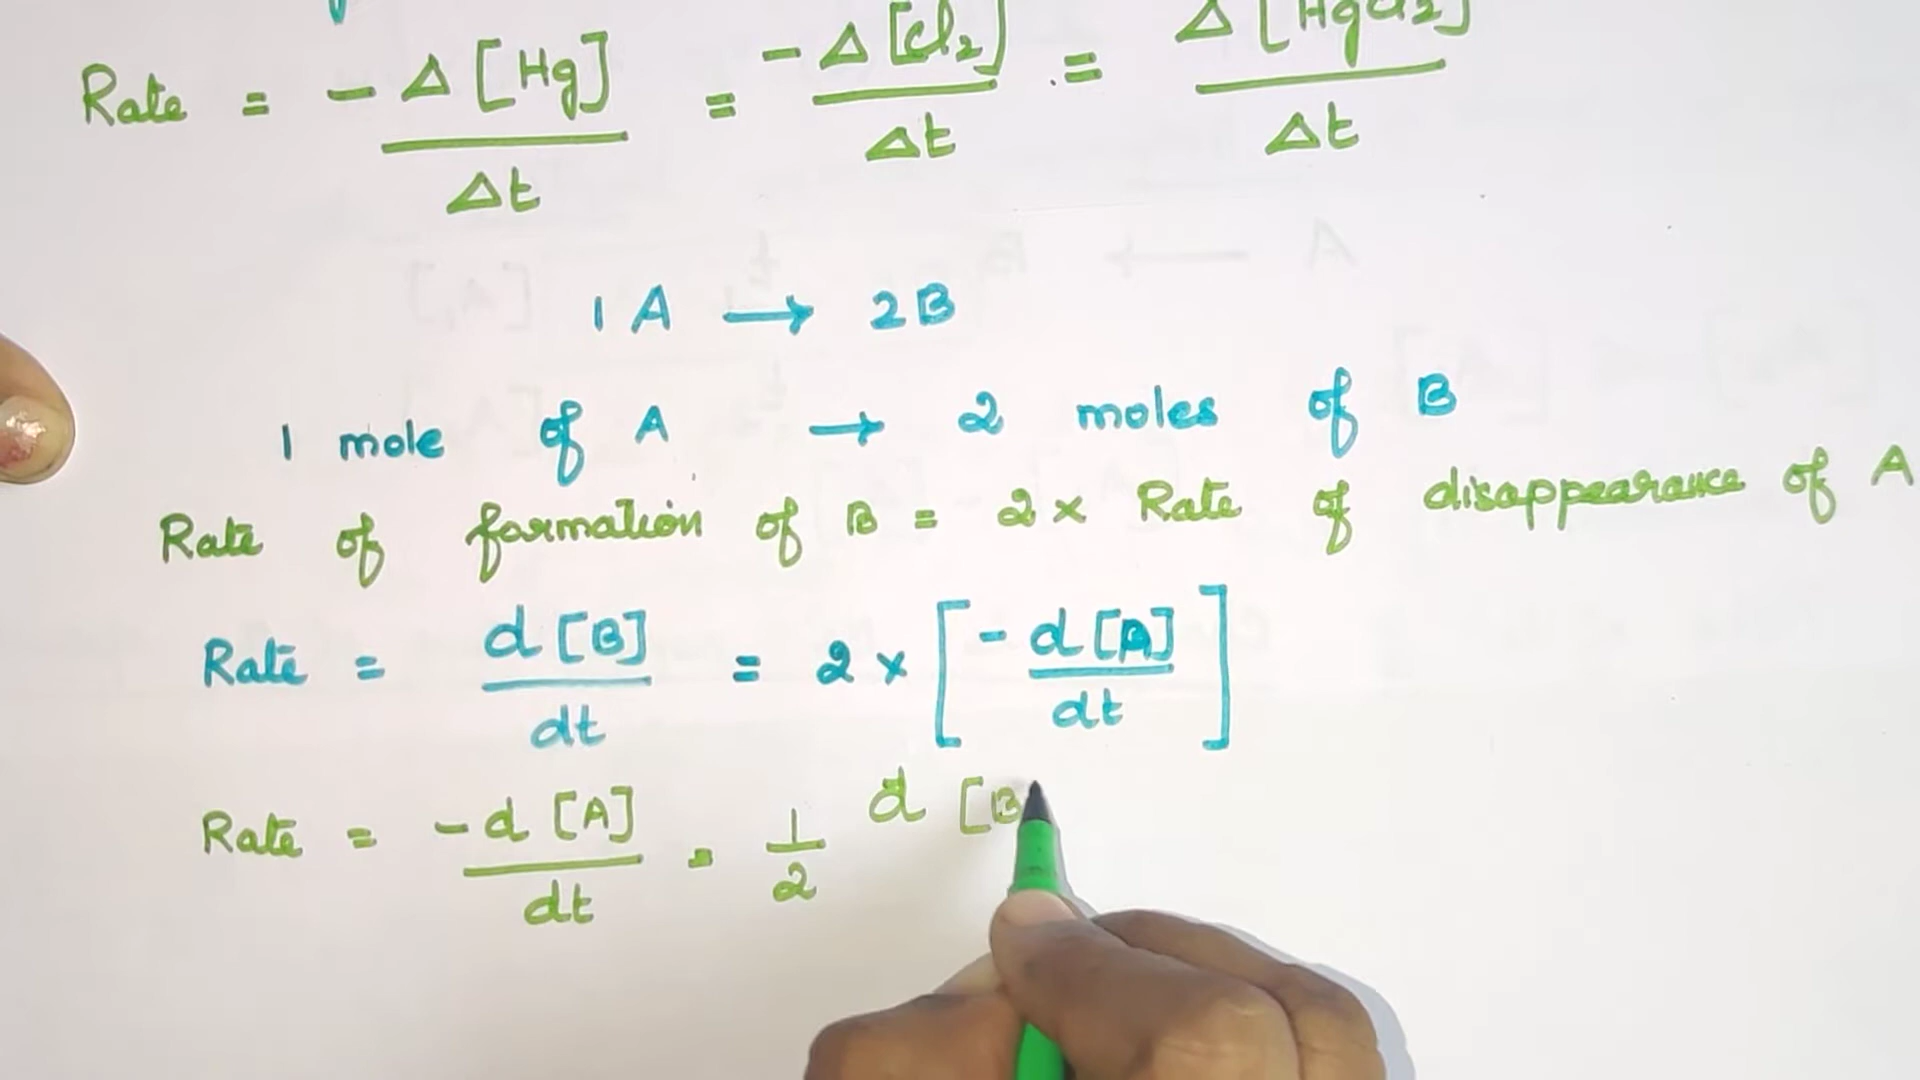 Rate = - Δ[Hg]/Δt = -Δ[Cl₂]/Δt = Δ[HgCl₂]/Δt
1 A → 2B
1 mole of A → 2 moles of B
Rate of formation of B = 2 x Rate of disappearance of A
Rate = d[B]/dt = 2 x [-d[A]/dt]
Rate = -d[A]/dt = 1/2 d [B